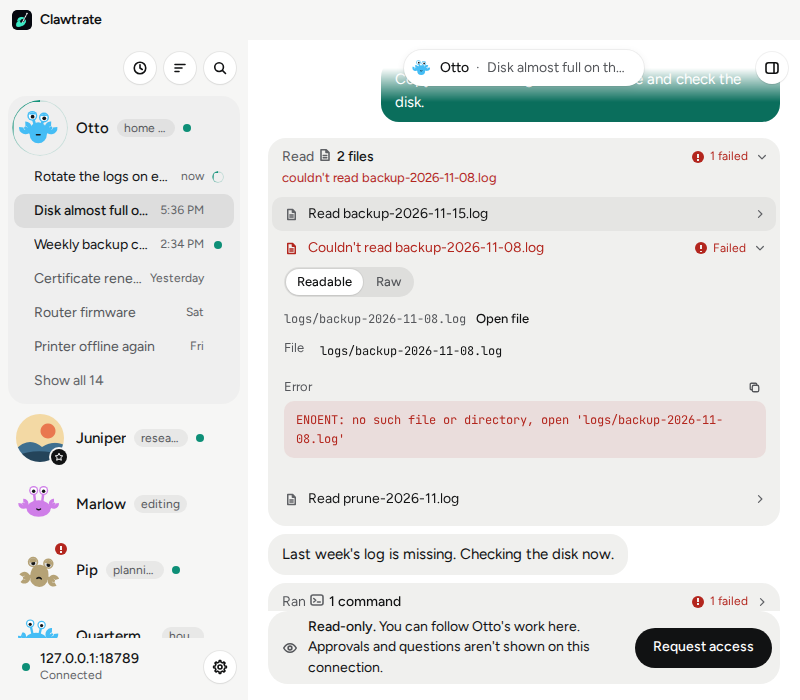 Clawtrate
Otto · Disk almost full on th...
e and check the
disk.
Otto home ...
Rotate the logs on e... now
Disk almost full o... 5:36 PM
Weekly backup c... 2:34 PM
Certificate rene... Yesterday
Router firmware Sat
Printer offline again Fri
Show all 14
Juniper resea...
Marlow editing
Pip planni...
Quarterm hou
127.0.0.1:18789
Connected
Read 2 files 1 failed
couldn't read backup-2026-11-08.log
Read backup-2026-11-15.log
Couldn't read backup-2026-11-08.log Failed
Readable Raw
logs/backup-2026-11-08.log Open file
File logs/backup-2026-11-08.log
Error
ENOENT: no such file or directory, open 'logs/backup-2026-11-
08.log'
Read prune-2026-11.log
Last week's log is missing. Checking the disk now.
Ran 1 command 1 failed
Read-only. You can follow Otto's work here.
Approvals and questions aren't shown on this
connection.
Request access